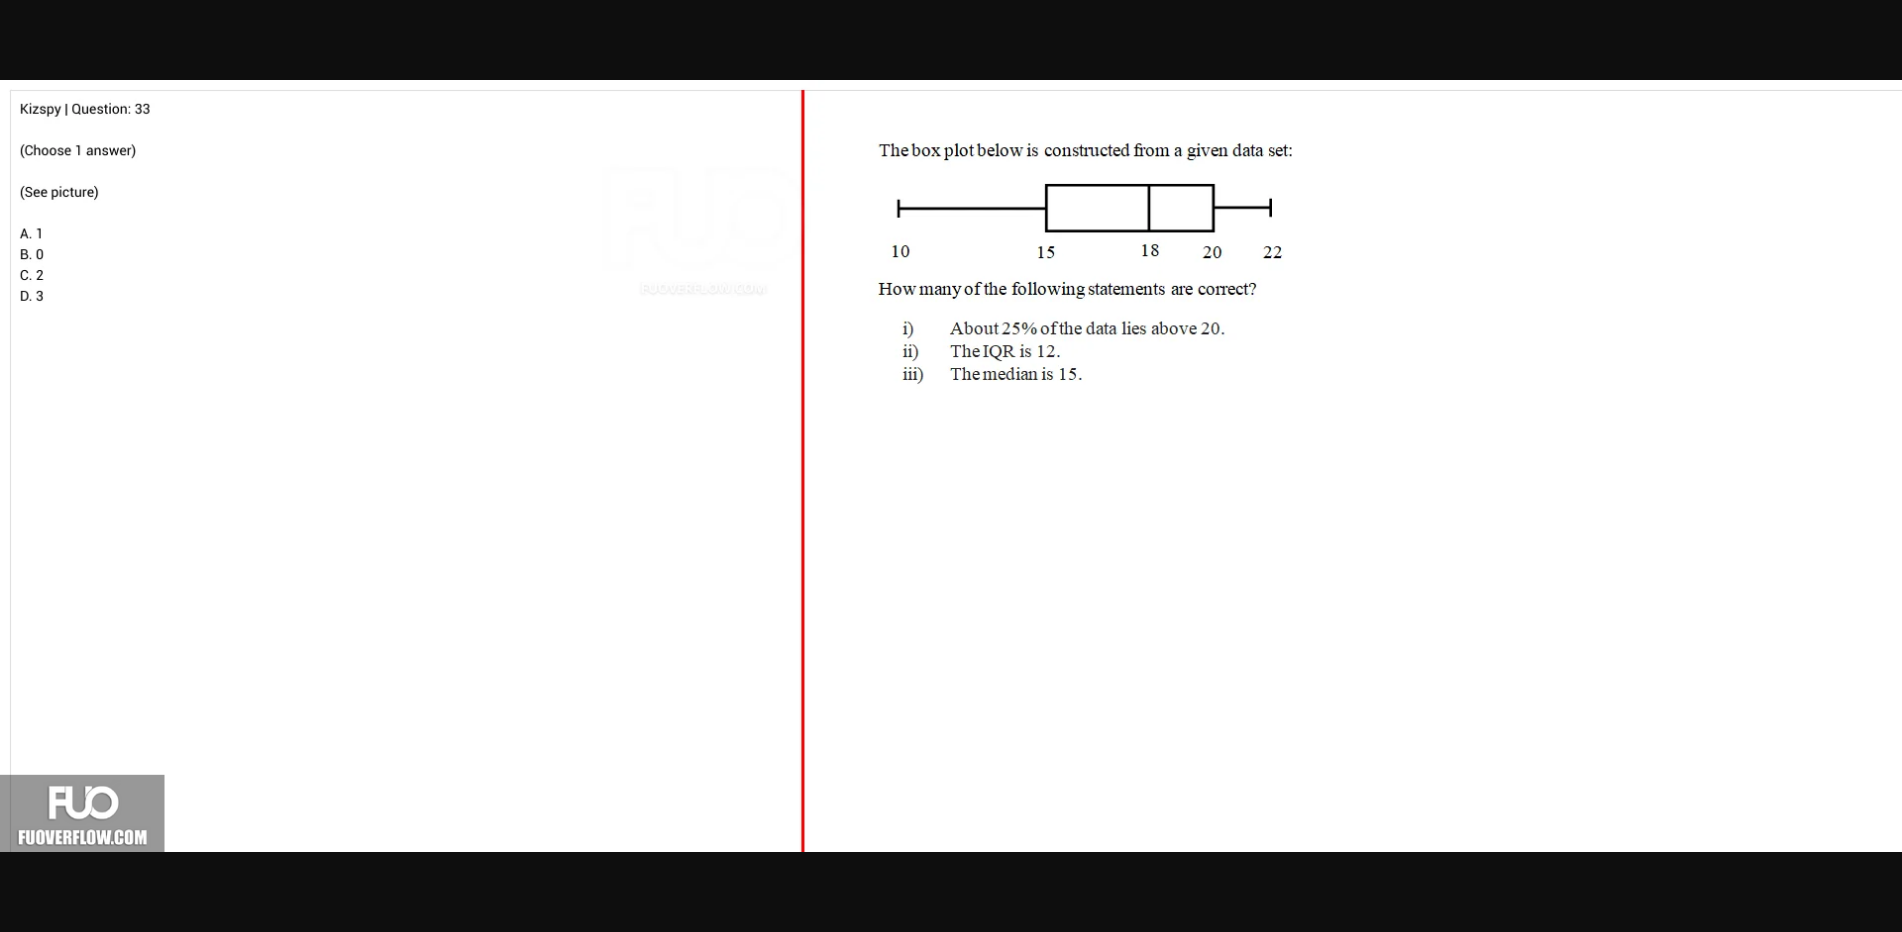 Kizspy | Question: 33
(Choose 1 answer)
(See picture)
A. 1
B. 0
C. 2
D. 3
FUO
FUOVERFLOW.COM
The box plot below is constructed from a given data set:
10 15 18 20 22
How many of the following statements are correct?
i) About 25% of the data lies above 20.
ii) The IQR is 12.
iii) The median is 15.
FUO
FUOVERFLOW.COM